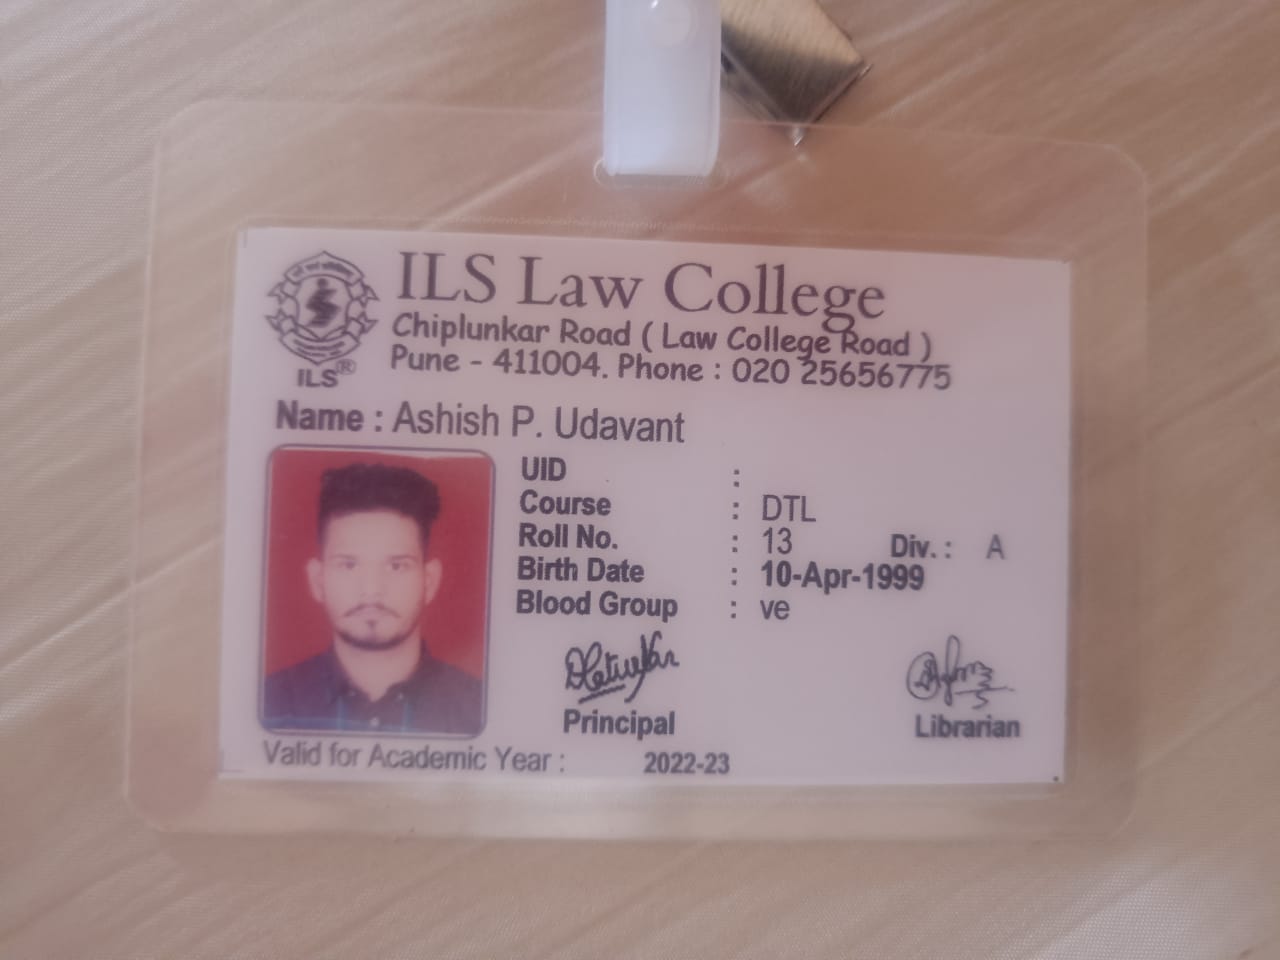 ILS Law College
Chiplunkar Road ( Law College Road )
Pune - 411004. Phone : 020 25656775
ILS®
Name : Ashish P. Udavant
UID :
Course : DTL
Roll No. : 13 Div. : A
Birth Date : 10-Apr-1999
Blood Group : ve
Principal Librarian
Valid for Academic Year : 2022-23